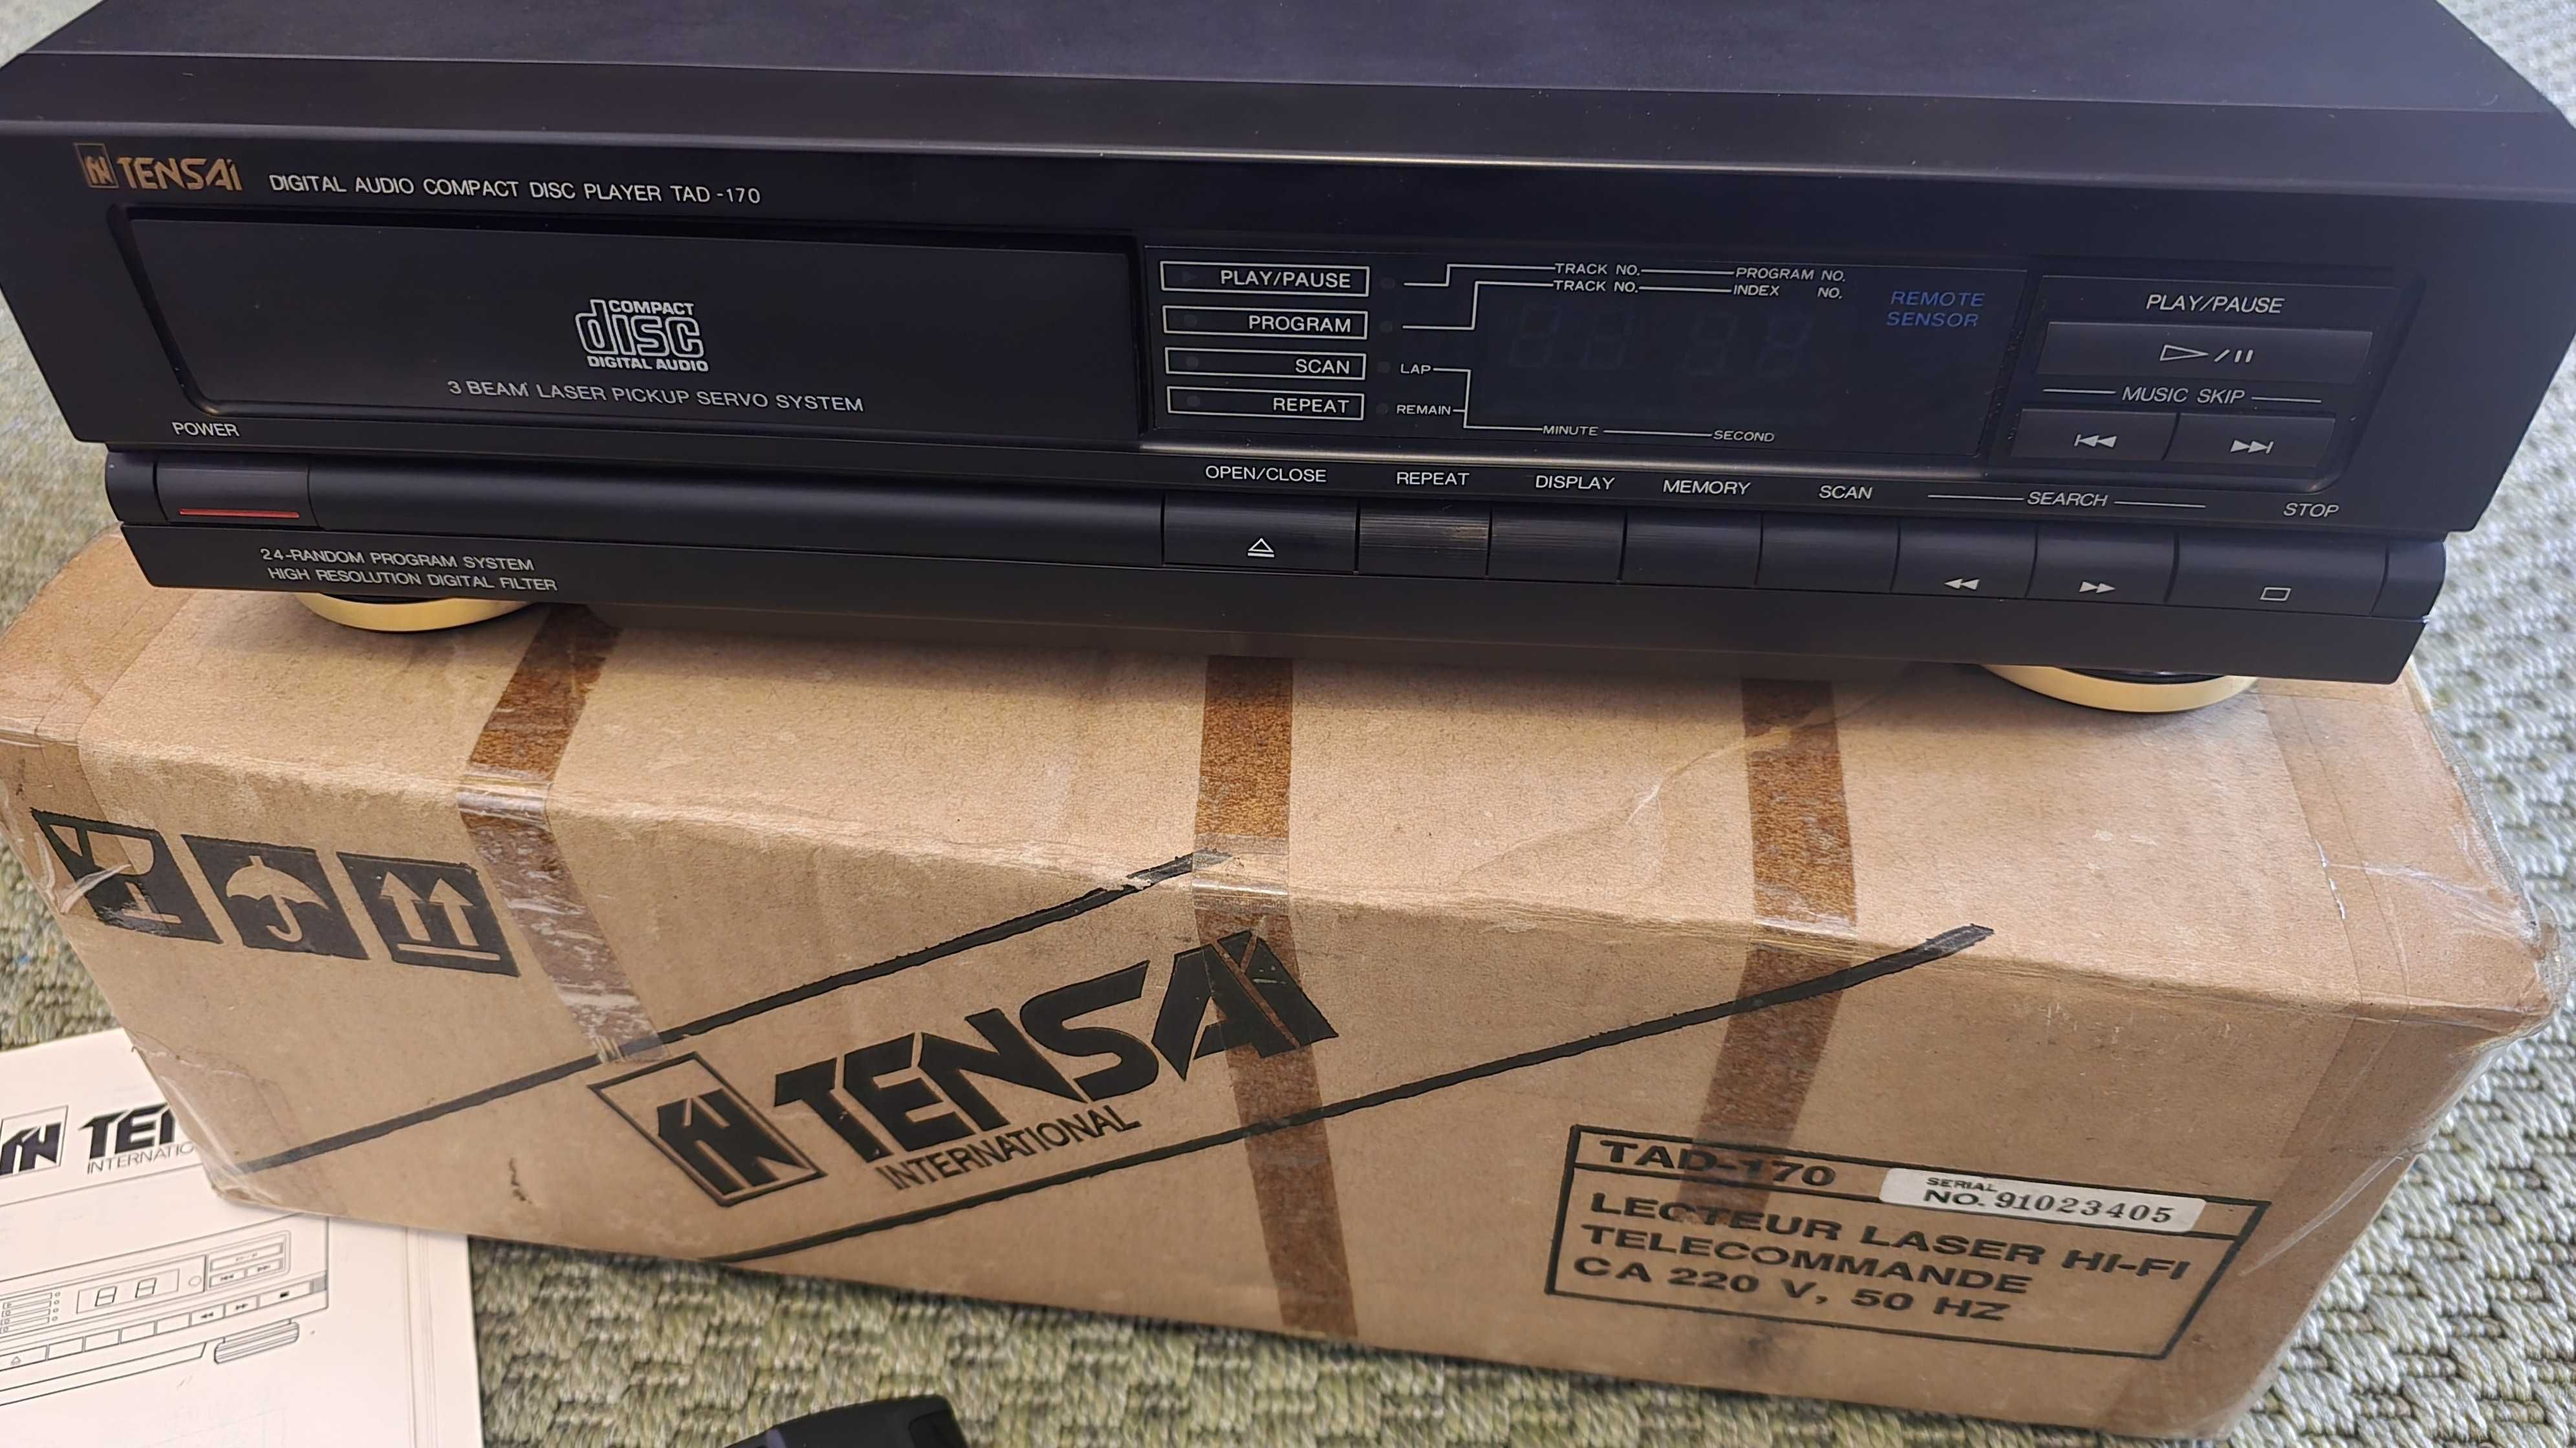 TENSAI DIGITAL AUDIO COMPACT DISC PLAYER TAD-170
COMPACT
disc
DIGITAL AUDIO
3 BEAM LASER PICKUP SERVO SYSTEM
PLAY/PAUSE
PROGRAM
SCAN
REPEAT
TRACK NO. PROGRAM NO.
TRACK NO. INDEX NO.
LAP
REMAIN
MINUTE SECOND
REMOTE
SENSOR
PLAY/PAUSE
MUSIC SKIP
POWER
OPEN/CLOSE REPEAT DISPLAY MEMORY SCAN SEARCH STOP
24-RANDOM PROGRAM SYSTEM
HIGH RESOLUTION DIGITAL FILTER
TENSAI
INTERNATIONAL
TAD-170
SERIAL
NO. 91023405
LECTEUR LASER HI-FI
TELECOMMANDE
CA 220 V, 50 HZ
TEN
INTERNATIO